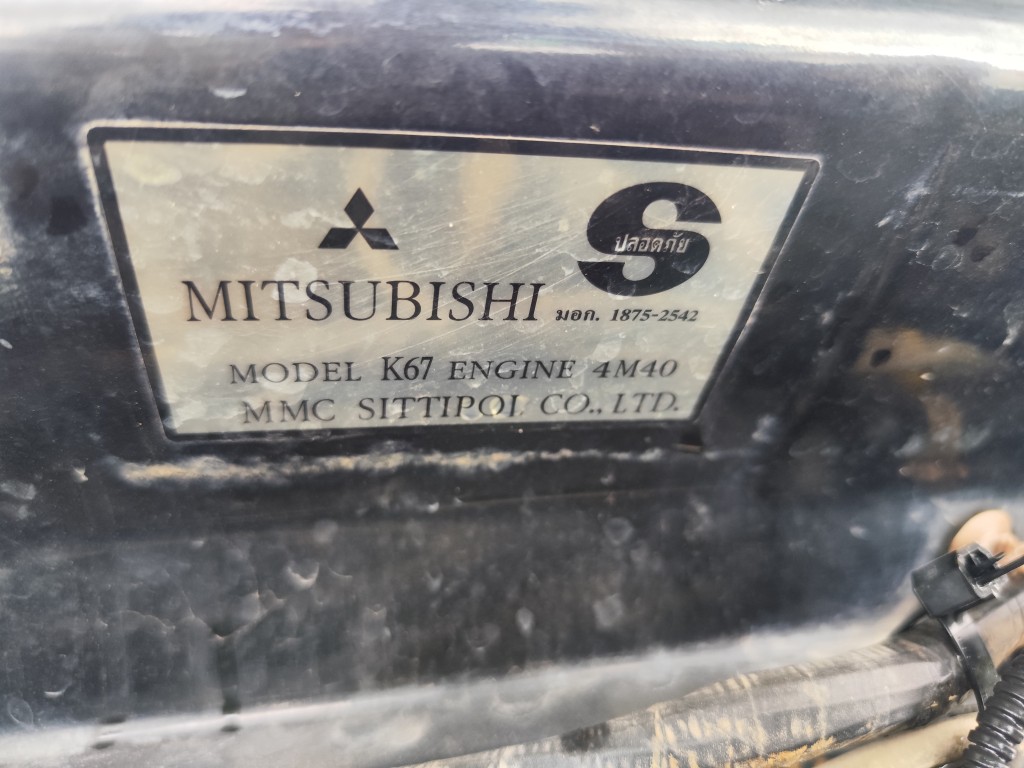 S
ปลอดภัย
MITSUBISHI
มอก. 1875-2542
MODEL K67 ENGINE 4M40
MMC SITTIPOL CO., LTD.